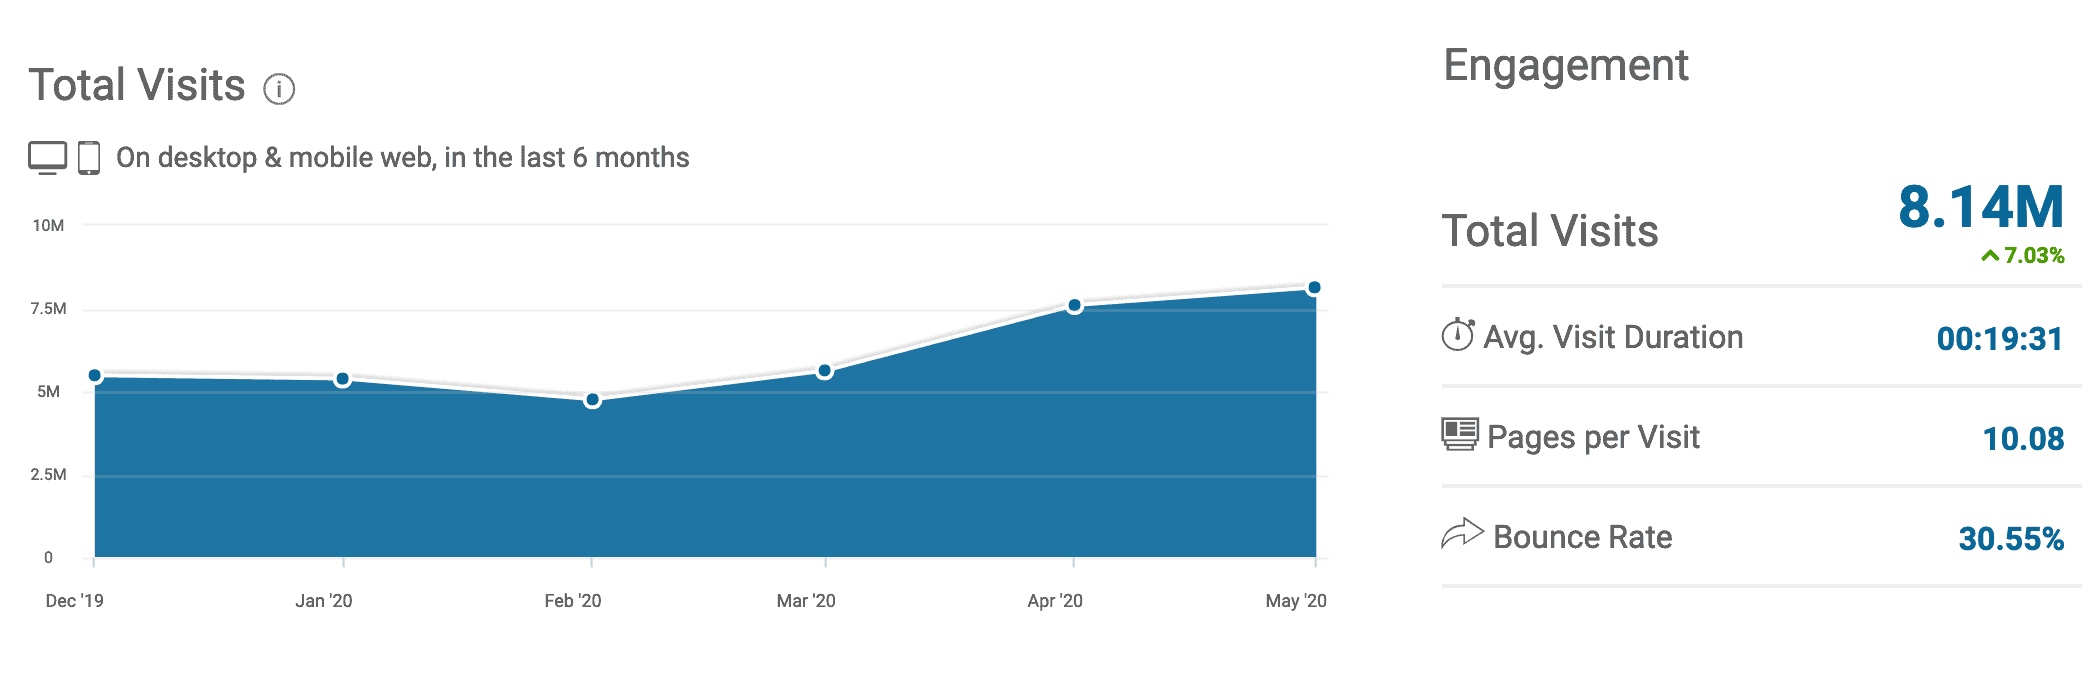 Total Visits
On desktop & mobile web, in the last 6 months
10M
7.5M
5M
2.5M
0
Dec '19 Jan '20 Feb '20 Mar '20 Apr '20 May '20
Engagement
Total Visits 8.14M
7.03%
Avg. Visit Duration 00:19:31
Pages per Visit 10.08
Bounce Rate 30.55%